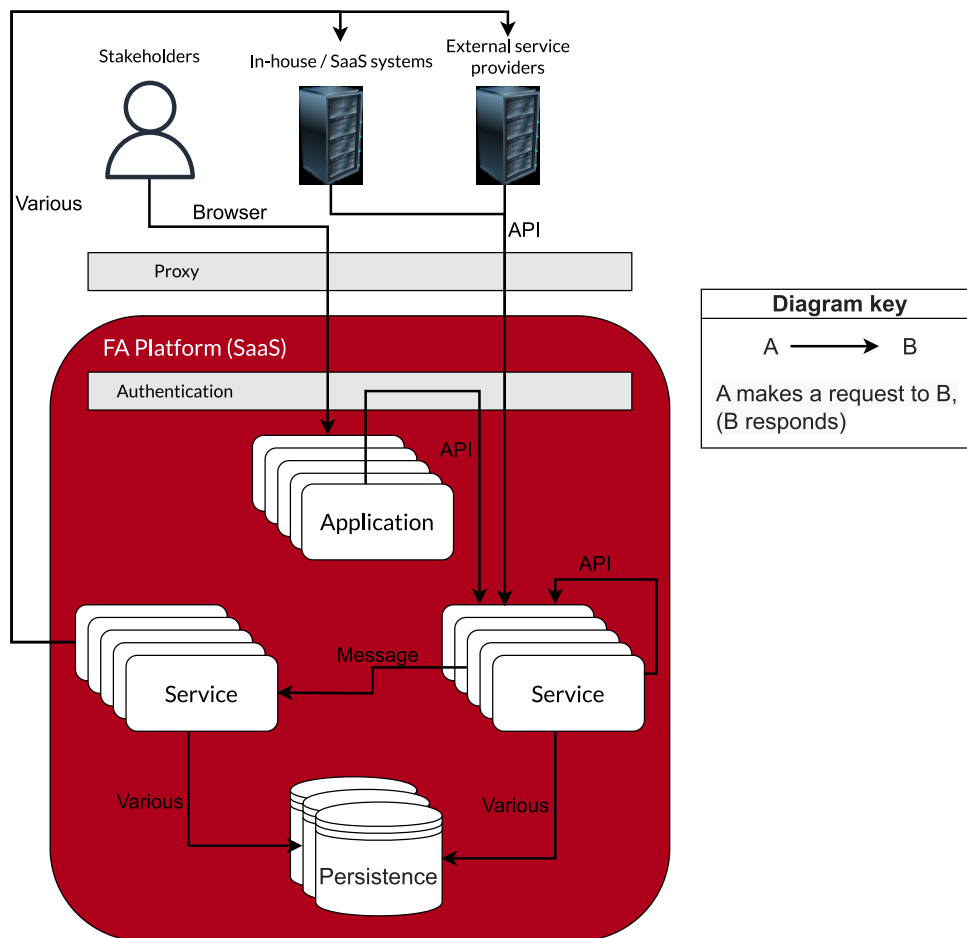 Stakeholders
In-house / SaaS systems
External service
providers
Various
Browser
API
Proxy
Diagram key
A
B
A makes a request to B,
(B responds)
FA Platform (SaaS)
Authentication
API
Application
API
Message
Service
Service
Various
Various
Persistence